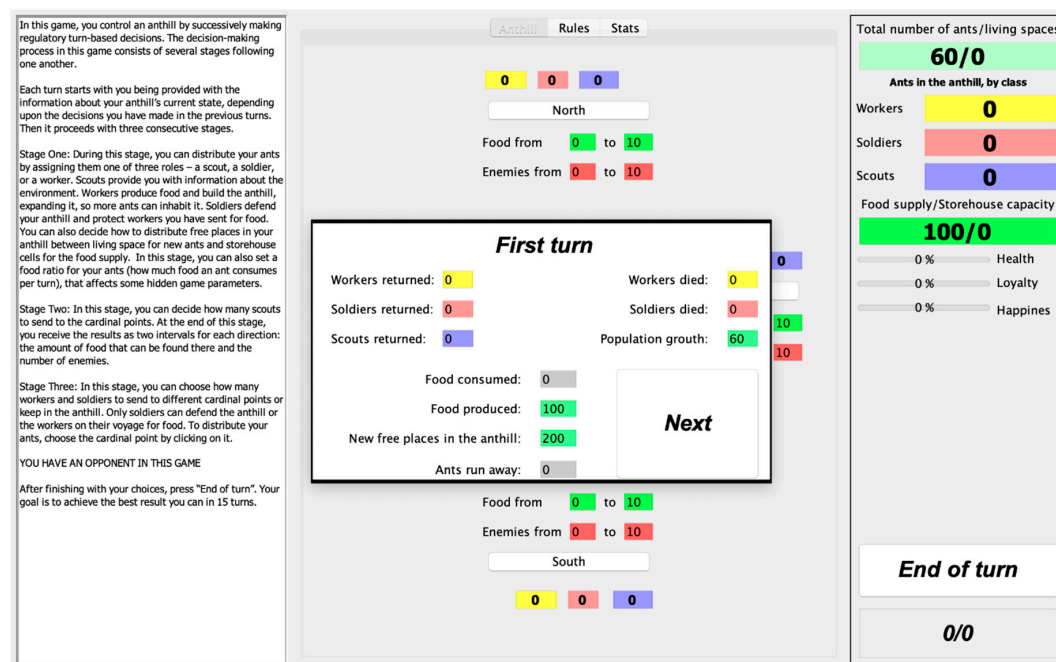 In this game, you control an anthill by successively making
regulatory turn-based decisions. The decision-making
process in this game consists of several stages following
one another.
Each turn starts with you being provided with the
information about your anthill's current state, depending
upon the decisions you have made in the previous turns.
Then it proceeds with three consecutive stages.
Stage One: During this stage, you can distribute your ants
by assigning them one of three roles – a scout, a soldier,
or a worker. Scouts provide you with information about the
environment. Workers produce food and build the anthill,
expanding it, so more ants can inhabit it. Soldiers defend
your anthill and protect workers you have sent for food.
You can also decide how to distribute free places in your
anthill between living space for new ants and storehouse
cells for the food supply. In this stage, you can also set a
food ratio for your ants (how much food an ant consumes
per turn), that affects some hidden game parameters.
Stage Two: In this stage, you can decide how many scouts
to send to the cardinal points. At the end of this stage,
you receive the results as two intervals for each direction:
the amount of food that can be found there and the
number of enemies.
Stage Three: In this stage, you can choose how many
workers and soldiers to send to different cardinal points or
keep in the anthill. Only soldiers can defend the anthill or
the workers on their voyage for food. To distribute your
ants, choose the cardinal point by clicking on it.
YOU HAVE AN OPPONENT IN THIS GAME
After finishing with your choices, press "End of turn". Your
goal is to achieve the best result you can in 15 turns.
Anthill Rules Stats
0 0 0
North
Food from 0 to 10
Enemies from 0 to 10
First turn
Workers returned: 0 Workers died: 0
Soldiers returned: 0 Soldiers died: 0
Scouts returned: 0 Population grouth: 60
Food consumed: 0
Food produced: 100
New free places in the anthill: 200
Ants run away: 0
Next
0
10
10
Food from 0 to 10
Enemies from 0 to 10
South
0 0 0
Total number of ants/living spaces
60/0
Ants in the anthill, by class
Workers 0
Soldiers 0
Scouts 0
Food supply/Storehouse capacity
100/0
0 % Health
0 % Loyalty
0 % Happines
End of turn
0/0